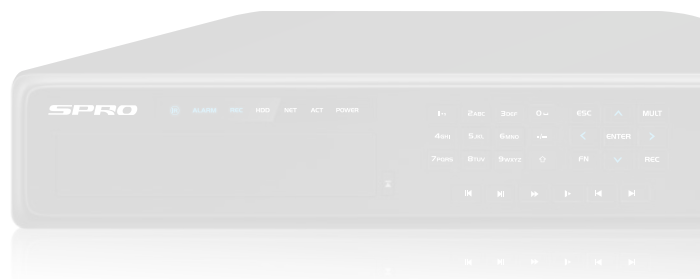 SPRO
ALARM REC HDD NET ACT POWER
1 2ABC 3DEF 0 ESC MULT
4GHI 5JKL 6MNO -/-- ENTER
7PQRS 8TUV 9WXYZ FN REC